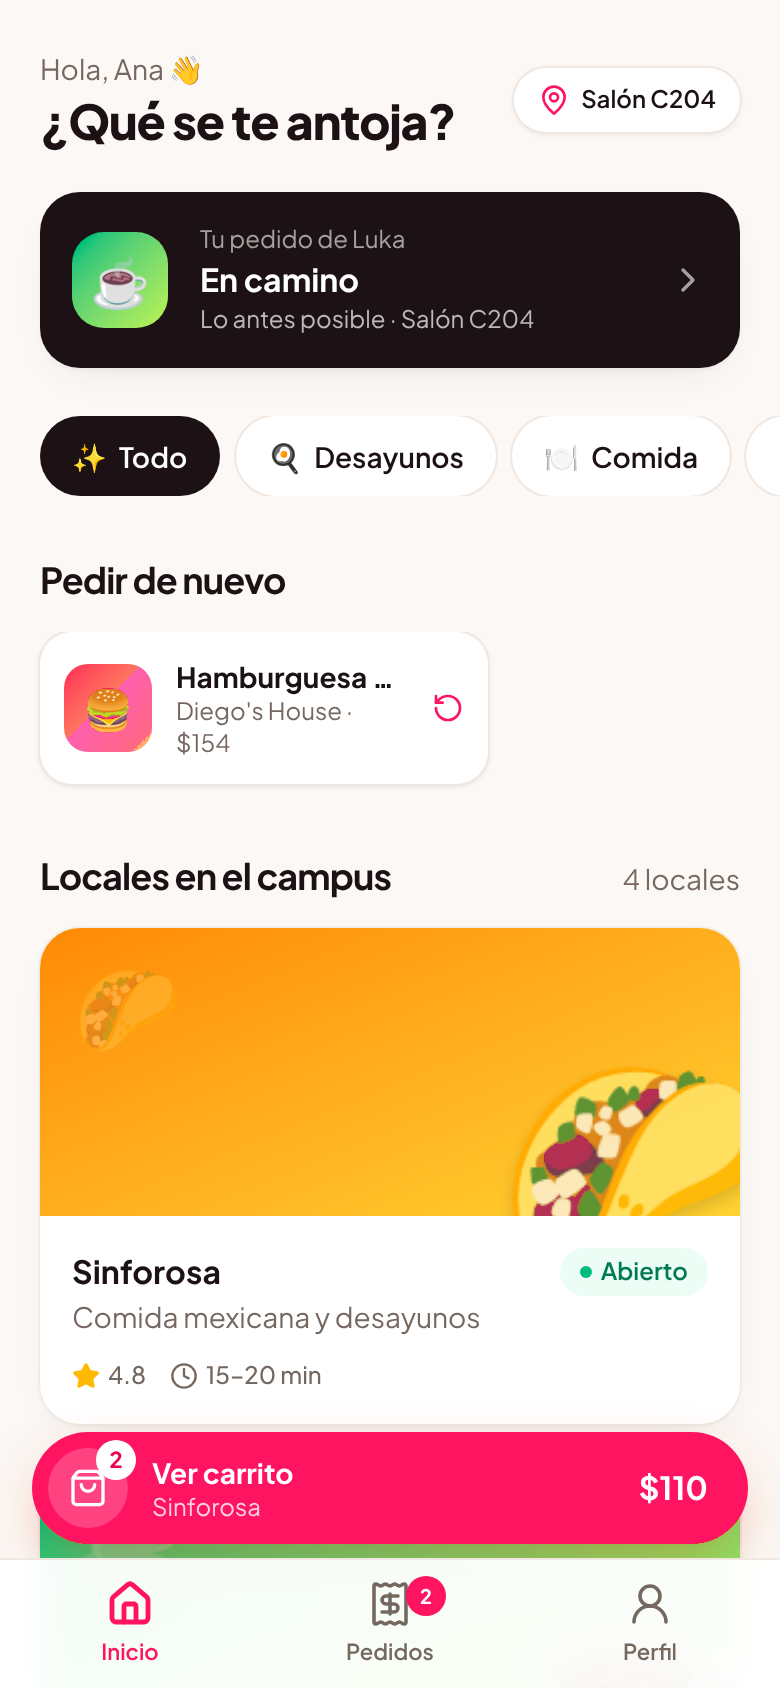 Hola, Ana 👋
¿Qué se te antoja?
Salón C204
Tu pedido de Luka
En camino
Lo antes posible · Salón C204
✨ Todo
🍳 Desayunos
🍽️ Comida
Pedir de nuevo
Hamburguesa ...
Diego's House ·
$154
Locales en el campus
4 locales
Sinforosa
Abierto
Comida mexicana y desayunos
4.8
15–20 min
2
Ver carrito
Sinforosa
$110
2
Inicio
Pedidos
Perfil